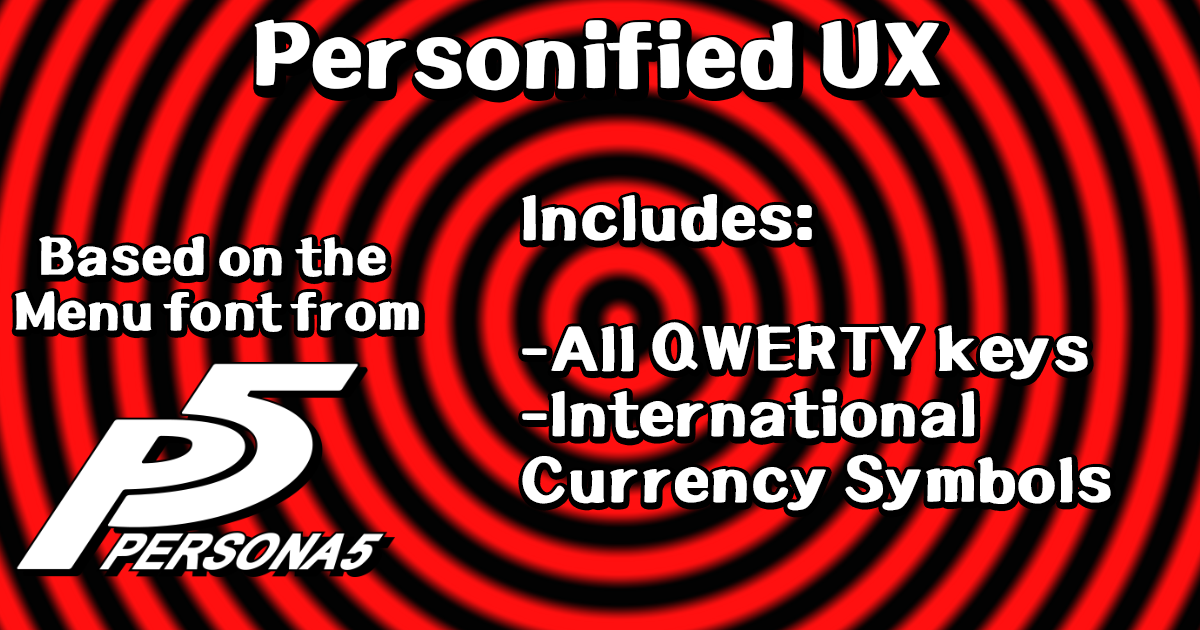 Personified UX
Based on the
Menu font from
P5
PERSONA5
Includes:
-All QWERTY keys
-International
Currency Symbols